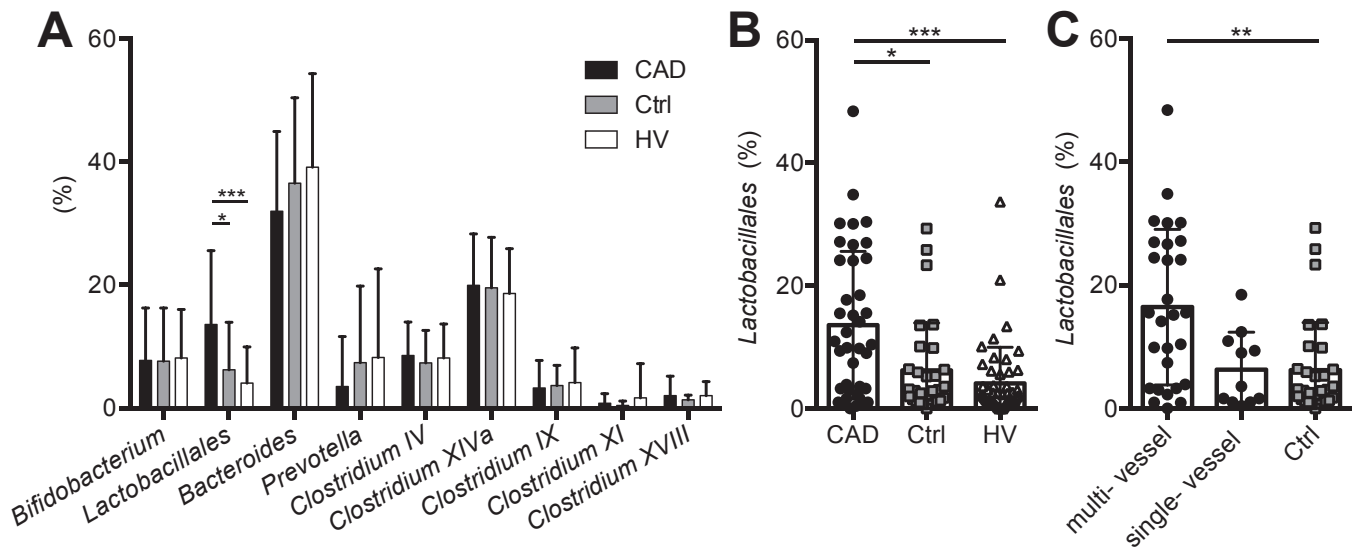 A
60
40
20
0
(%)
CAD
Ctrl
HV
***
*
Bifidobacterium
Lactobacillales
Bacteroides
Prevotella
Clostridium IV
Clostridium XIVa
Clostridium IX
Clostridium XI
Clostridium XVIII
B
60
40
20
0
Lactobacillales (%)
***
*
CAD
Ctrl
HV
C
60
40
20
0
Lactobacillales (%)
**
multi- vessel
single- vessel
Ctrl